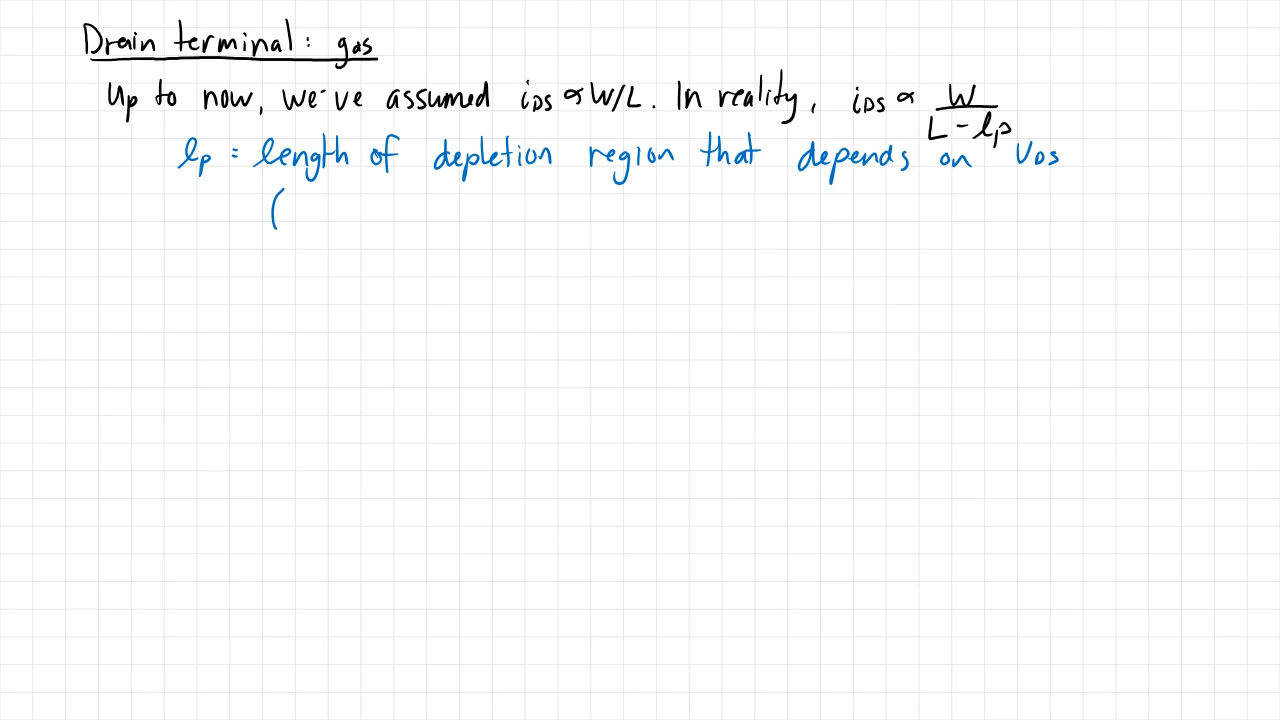 Drain terminal: gds
Up to now, we've assumed iDS ∝ W/L. In reality, iDS ∝ W/(L - lp)
lp = length of depletion region that depends on VDS
(